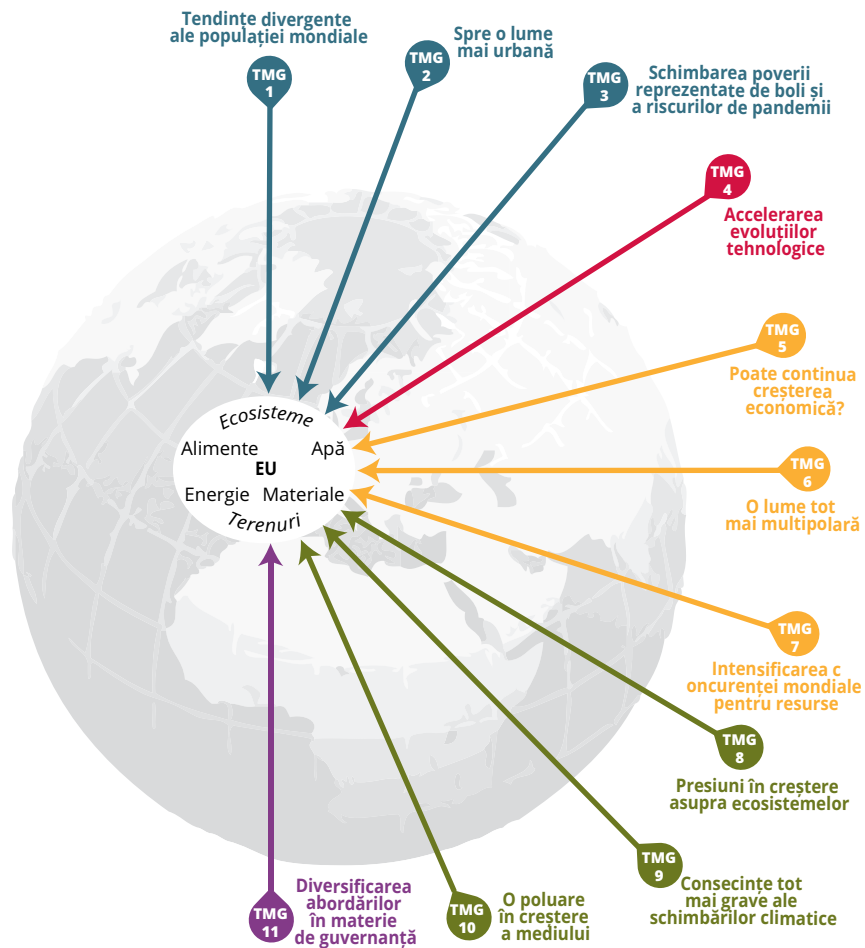 Tendințe divergente
ale populației mondiale
TMG
1
Spre o lume
mai urbană
TMG
2
Schimbarea poverii
reprezentate de boli și
a riscurilor de pandemii
TMG
3
TMG
4
Accelerarea
evoluțiilor
tehnologice
TMG
5
Poate continua
creșterea
economică?
TMG
6
O lume tot
mai multipolară
TMG
7
Intensificarea c
oncurenței mondiale
pentru resurse
TMG
8
Presiuni în creștere
asupra ecosistemelor
TMG
9
Consecințe tot
mai grave ale
schimbărilor climatice
TMG
10
O poluare
în creștere
a mediului
TMG
11
Diversificarea
abordărilor
în materie
de guvernanță
Ecosisteme
Alimente Apă
EU
Energie Materiale
Terenuri